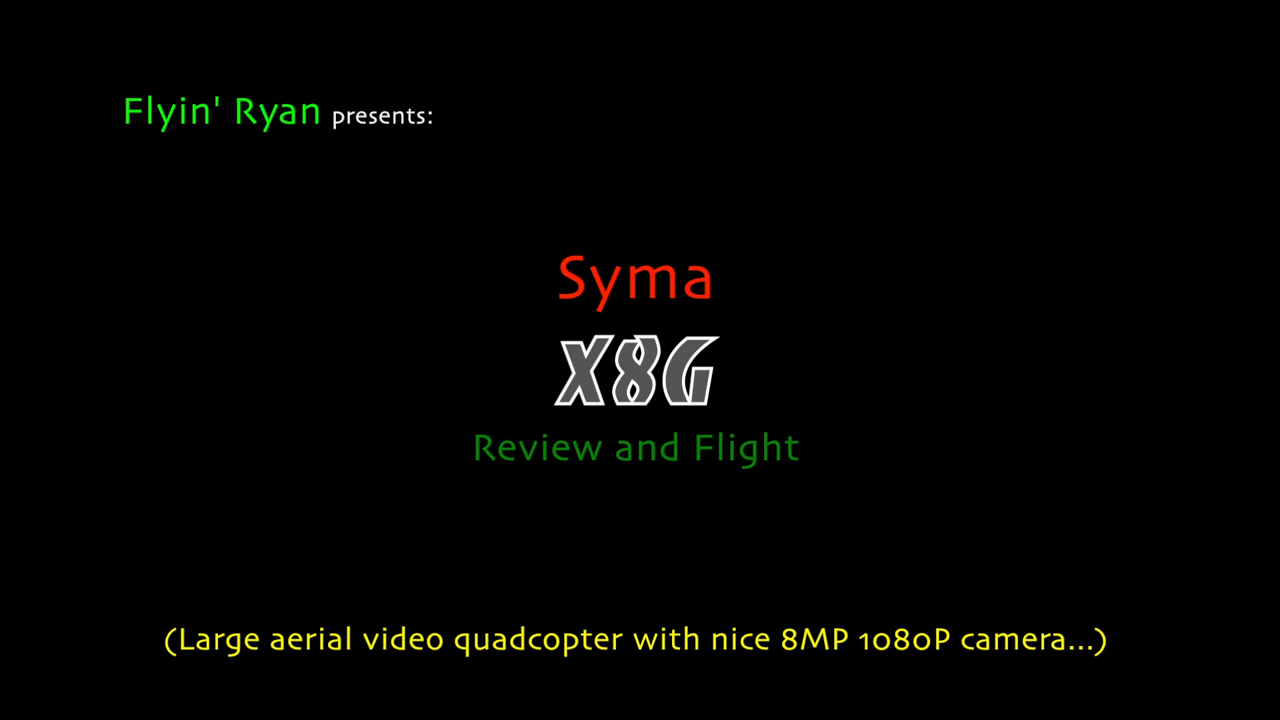 Flyin' Ryan presents:
Syma
X8G
Review and Flight
(Large aerial video quadcopter with nice 8MP 1080P camera...)